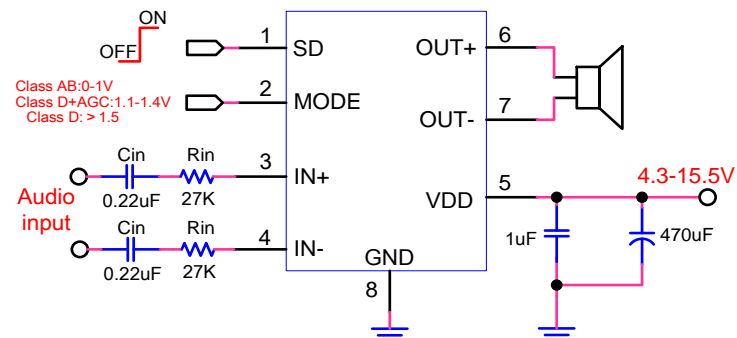 ON
OFF
1
SD
Class AB:0-1V
Class D+AGC:1.1-1.4V
Class D: > 1.5
2
MODE
Cin
Rin
3
IN+
0.22uF
27K
Audio
input
Cin
Rin
4
IN-
0.22uF
27K
GND
8
OUT+
6
OUT-
7
VDD
5
4.3-15.5V
1uF
470uF